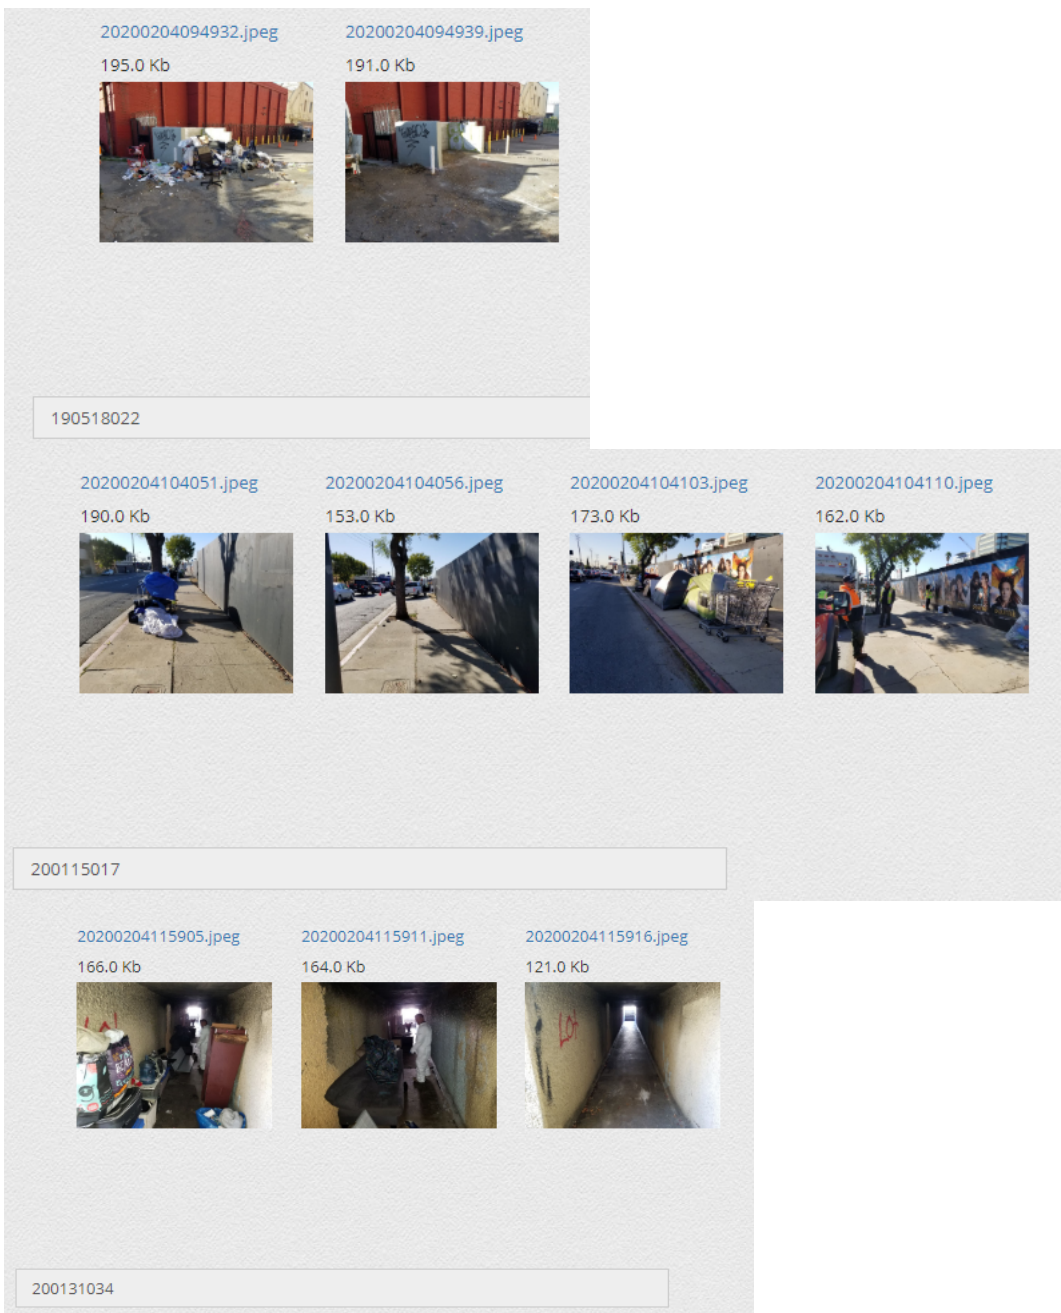 20200204094932.jpeg 20200204094939.jpeg
195.0 Kb 191.0 Kb
190518022
20200204104051.jpeg 20200204104056.jpeg 20200204104103.jpeg 20200204104110.jpeg
190.0 Kb 153.0 Kb 173.0 Kb 162.0 Kb
200115017
20200204115905.jpeg 20200204115911.jpeg 20200204115916.jpeg
166.0 Kb 164.0 Kb 121.0 Kb
200131034